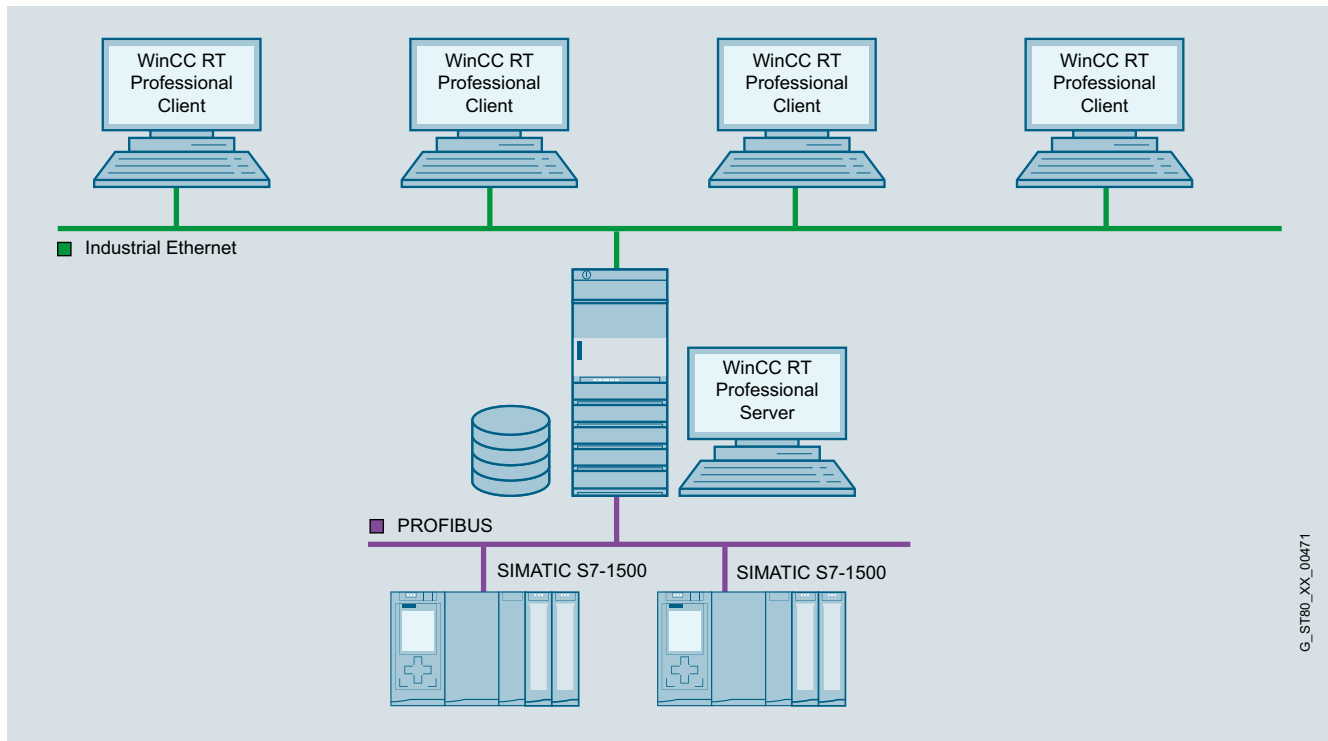 WinCC RT
Professional
Client
WinCC RT
Professional
Client
WinCC RT
Professional
Client
WinCC RT
Professional
Client
Industrial Ethernet
WinCC RT
Professional
Server
PROFIBUS
SIMATIC S7-1500
SIMATIC S7-1500
G_ST80_XX_00471